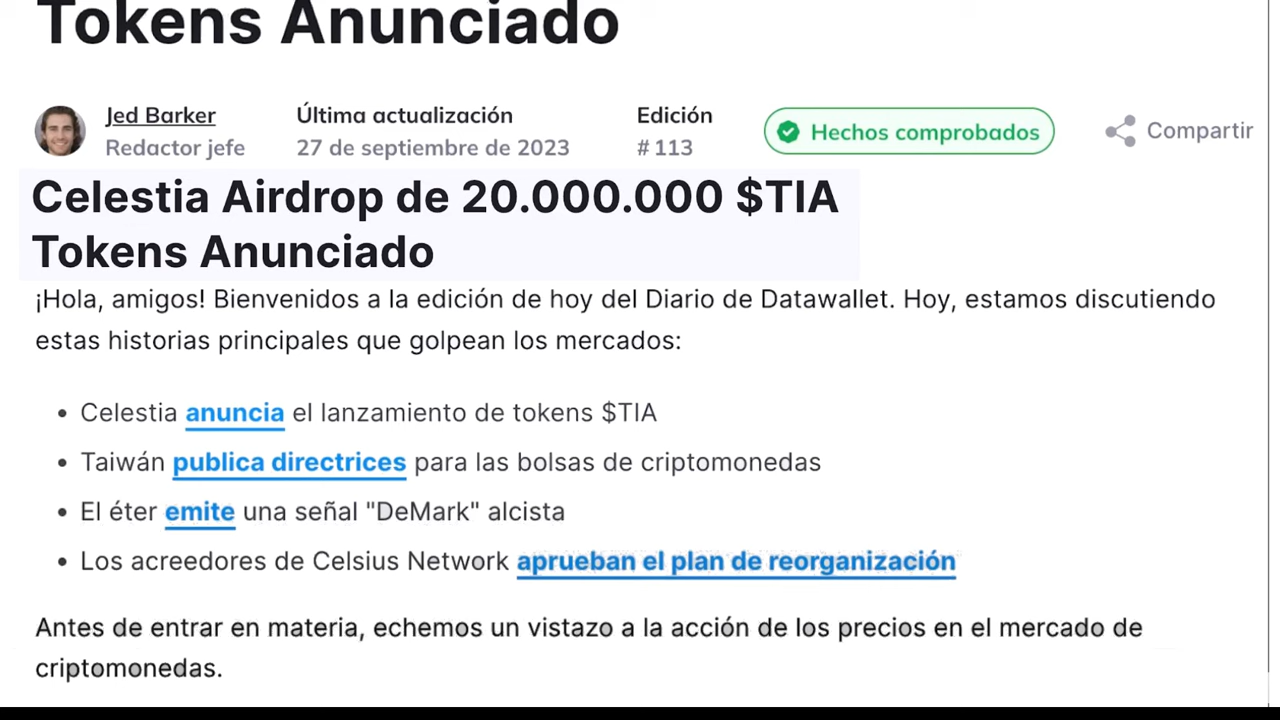 Tokens Anunciado
Jed Barker
Redactor jefe
Última actualización
27 de septiembre de 2023
Edición
# 113
Hechos comprobados
Compartir
Celestia Airdrop de 20.000.000 $TIA
Tokens Anunciado
¡Hola, amigos! Bienvenidos a la edición de hoy del Diario de Datawallet. Hoy, estamos discutiendo
estas historias principales que golpean los mercados:
• Celestia anuncia el lanzamiento de tokens $TIA
• Taiwán publica directrices para las bolsas de criptomonedas
• El éter emite una señal "DeMark" alcista
• Los acreedores de Celsius Network aprueban el plan de reorganización
Antes de entrar en materia, echemos un vistazo a la acción de los precios en el mercado de
criptomonedas.